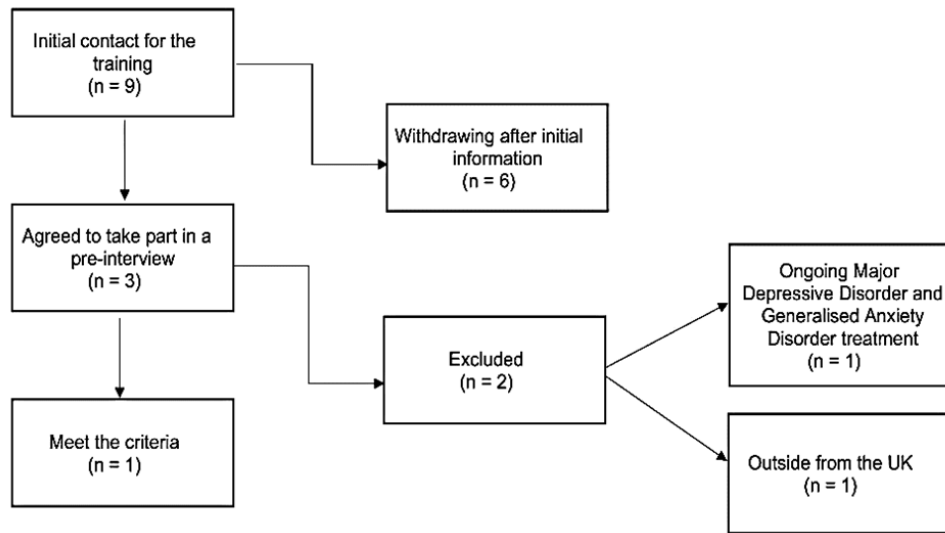 Initial contact for the
training
(n = 9)
Withdrawing after initial
information
(n = 6)
Agreed to take part in a
pre-interview
(n = 3)
Ongoing Major
Depressive Disorder and
Generalised Anxiety
Disorder treatment
(n = 1)
Excluded
(n = 2)
Meet the criteria
(n = 1)
Outside from the UK
(n = 1)